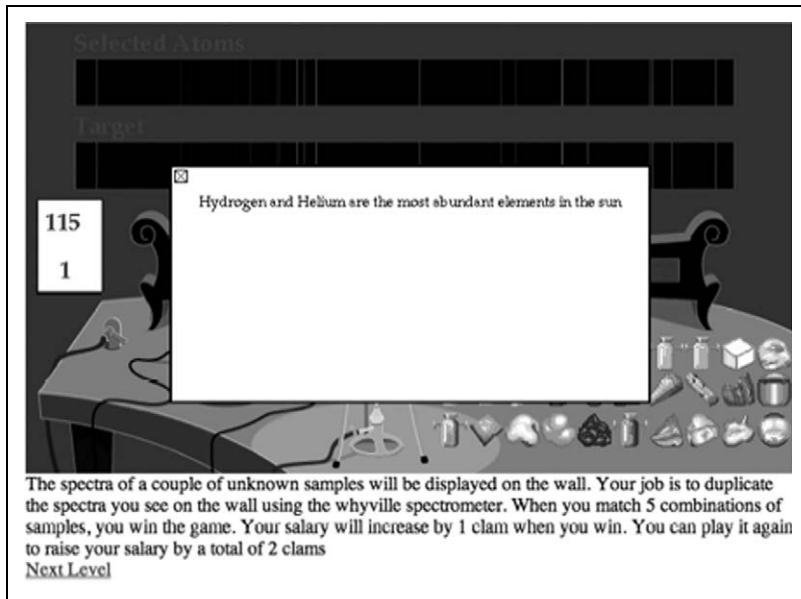 Selected Atoms
Target
Hydrogen and Helium are the most abundant elements in the sun
115
1
The spectra of a couple of unknown samples will be displayed on the wall. Your job is to duplicate
the spectra you see on the wall using the whyville spectrometer. When you match 5 combinations of
samples, you win the game. Your salary will increase by 1 clam when you win. You can play it again
to raise your salary by a total of 2 clams
Next Level